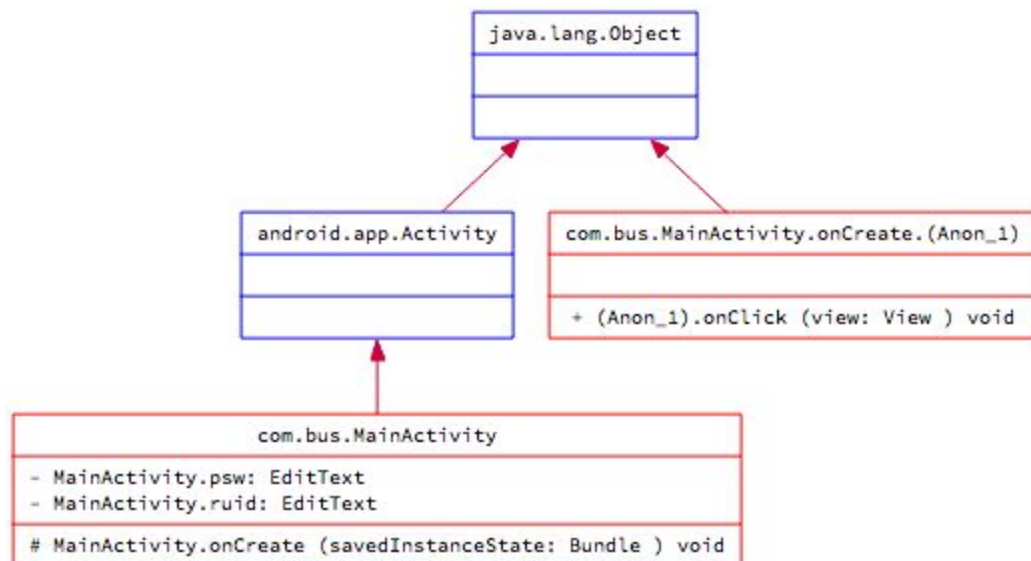 java.lang.Object
android.app.Activity
com.bus.MainActivity.onCreate.(Anon_1)
+ (Anon_1).onClick (view: View ) void
com.bus.MainActivity
- MainActivity.psw: EditText
- MainActivity.ruid: EditText
# MainActivity.onCreate (savedInstanceState: Bundle ) void